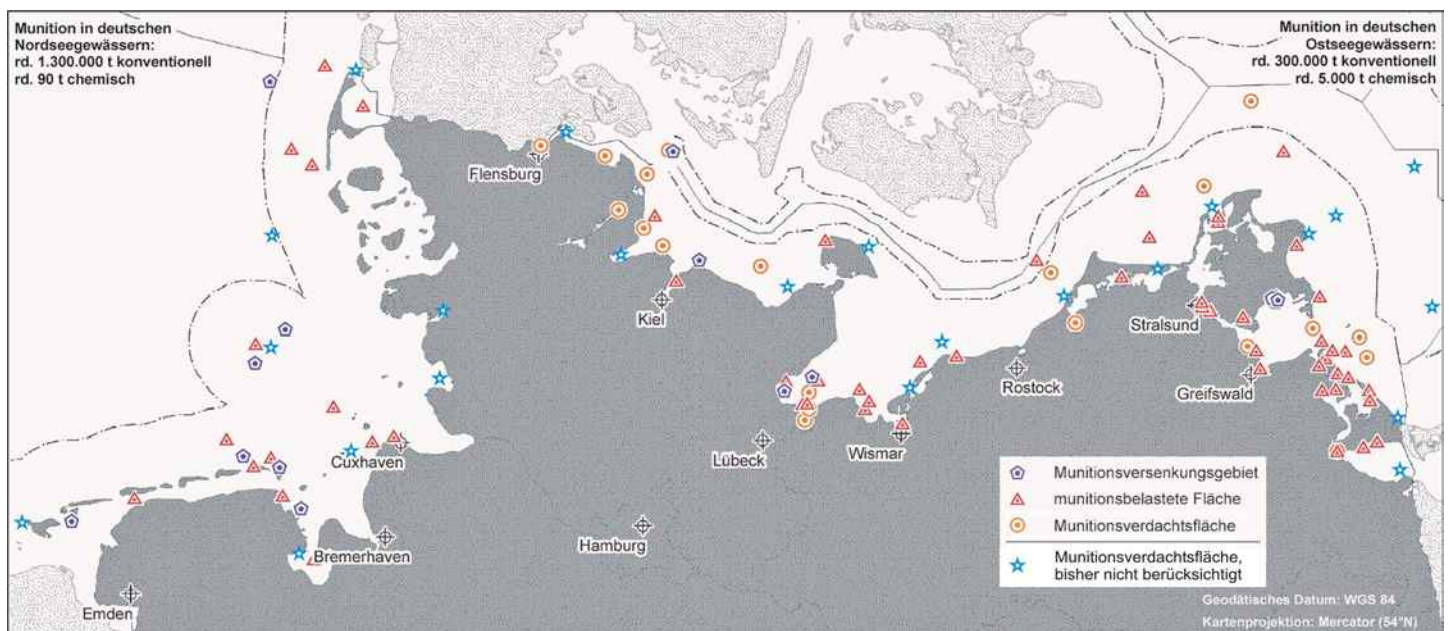 Munition in deutschen
Nordseegewässern:
rd. 1.300.000 t konventionell
rd. 90 t chemisch
Munition in deutschen
Ostseegewässern:
rd. 300.000 t konventionell
rd. 5.000 t chemisch
Flensburg
Kiel
Stralsund
Rostock
Greifswald
Cuxhaven
Lübeck
Wismar
Bremerhaven
Hamburg
Emden
Munitionsversenkungsgebiet
munitionsbelastete Fläche
Munitionsverdachtsfläche
Munitionsverdachtsfläche,
bisher nicht berücksichtigt
Geodätisches Datum: WGS 84
Kartenprojektion: Mercator (54°N)